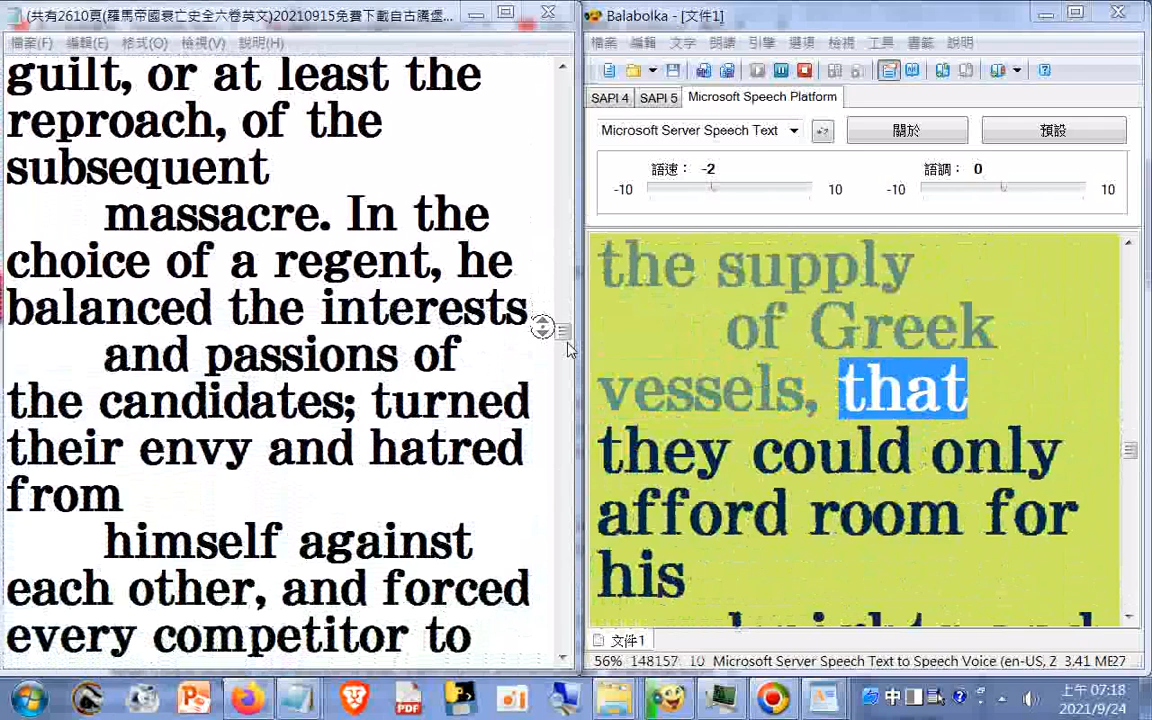 (共有2610頁(羅馬帝國衰亡史全六卷英文)20210915免費下載自古騰堡...
檔案(F) 編輯(E) 格式(O) 檢視(V) 說明(H)
guilt, or at least the
reproach, of the
subsequent
massacre. In the
choice of a regent, he
balanced the interests
and passions of
the candidates; turned
their envy and hatred
from
himself against
each other, and forced
every competitor to
Balabolka - [文件1]
檔案 編輯 文字 朗讀 引擎 選項 檢視 工具 書籤 說明
SAPI 4 SAPI 5 Microsoft Speech Platform
Microsoft Server Speech Text 關於 預設
語速: -2 語調: 0
-10 10 -10 10
the supply
of Greek
vessels, that
they could only
afford room for
his
文件1
56% 148157: 10 Microsoft Server Speech Text to Speech Voice (en-US, Z 3.41 ME27
中 上午 07:18
2021/9/24